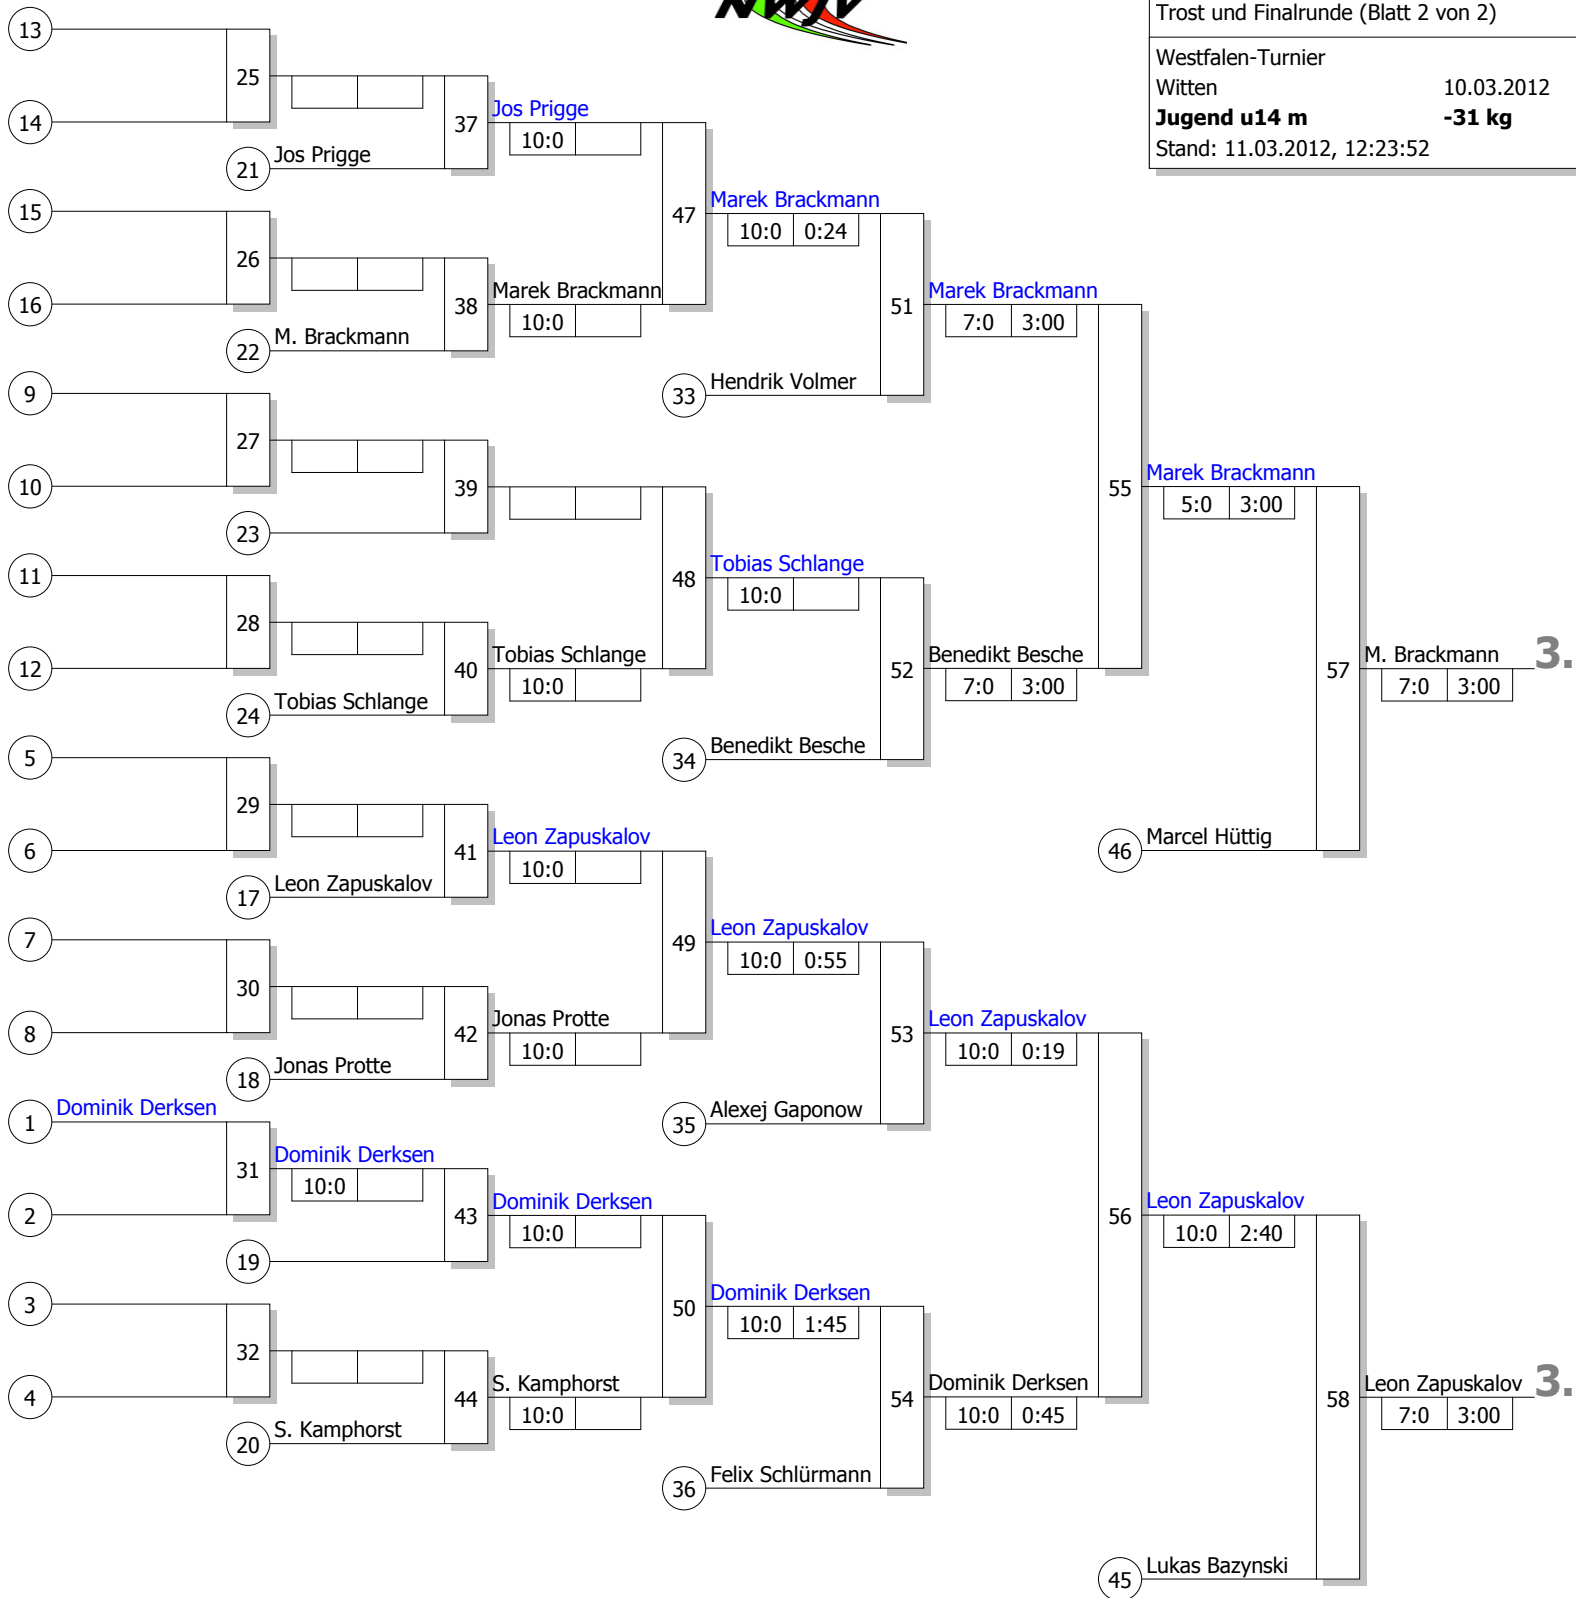 NWJV
Trost und Finalrunde (Blatt 2 von 2)
Westfalen-Turnier
Witten 10.03.2012
Jugend u14 m -31 kg
Stand: 11.03.2012, 12:23:52
13
25
14
37
Jos Prigge
10:0
21
Jos Prigge
15
47
Marek Brackmann
10:0 0:24
26
16
38
Marek Brackmann
10:0
22
M. Brackmann
51
Marek Brackmann
7:0 3:00
9
33
Hendrik Volmer
27
10
39
23
55
Marek Brackmann
5:0 3:00
11
48
Tobias Schlange
10:0
28
12
40
Tobias Schlange
10:0
24
Tobias Schlange
52
Benedikt Besche
7:0 3:00
57
M. Brackmann
7:0 3:00
3.
5
34
Benedikt Besche
29
6
41
Leon Zapuskalov
10:0
46
Marcel Hüttig
17
Leon Zapuskalov
7
49
Leon Zapuskalov
10:0 0:55
30
8
42
Jonas Protte
10:0
18
Jonas Protte
53
Leon Zapuskalov
10:0 0:19
1
Dominik Derksen
35
Alexej Gaponow
31
Dominik Derksen
10:0
2
43
Dominik Derksen
10:0
19
56
Leon Zapuskalov
10:0 2:40
3
50
Dominik Derksen
10:0 1:45
32
4
44
S. Kamphorst
10:0
20
S. Kamphorst
54
Dominik Derksen
10:0 0:45
58
Leon Zapuskalov
7:0 3:00
3.
36
Felix Schlürmann
45
Lukas Bazynski